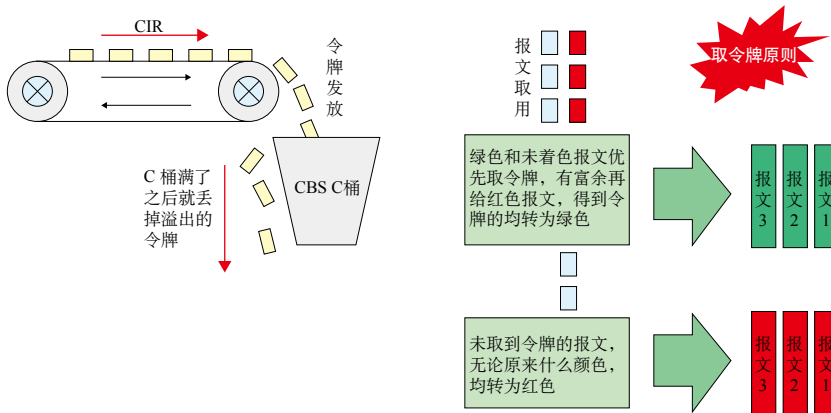 CIR
令牌发放
CBS C桶
C 桶满了
之后就丢
掉溢出的
令牌
报文取用
取令牌原则
绿色和未着色报文优
先取令牌，有富余再
给红色报文，得到令
牌的均转为绿色
报文3
报文2
报文1
未取到令牌的报文，
无论原来什么颜色，
均转为红色
报文3
报文2
报文1